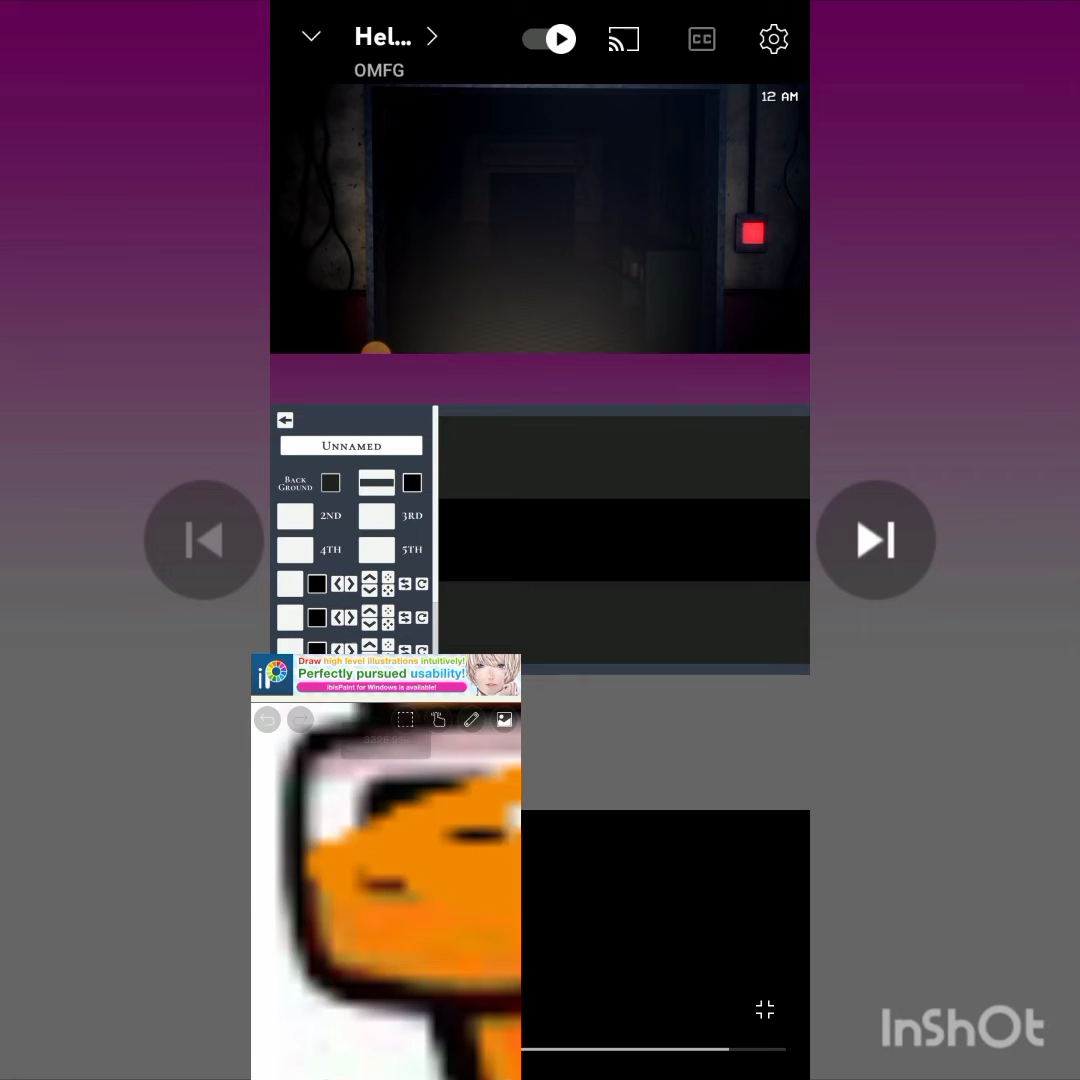 Hel...
OMFG
CC
12 AM
UNNAMED
BACK
GROUND
2ND
3RD
4TH
5TH
Draw high level illustrations intuitively!
Perfectly pursued usability!
ibisPaint for Windows is available!
InShOt